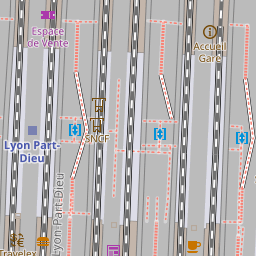 Espace
de Vente
Accueil
Gare
SNCF
Lyon Part-
Dieu
Lyon-Part-Dieu
Travelex